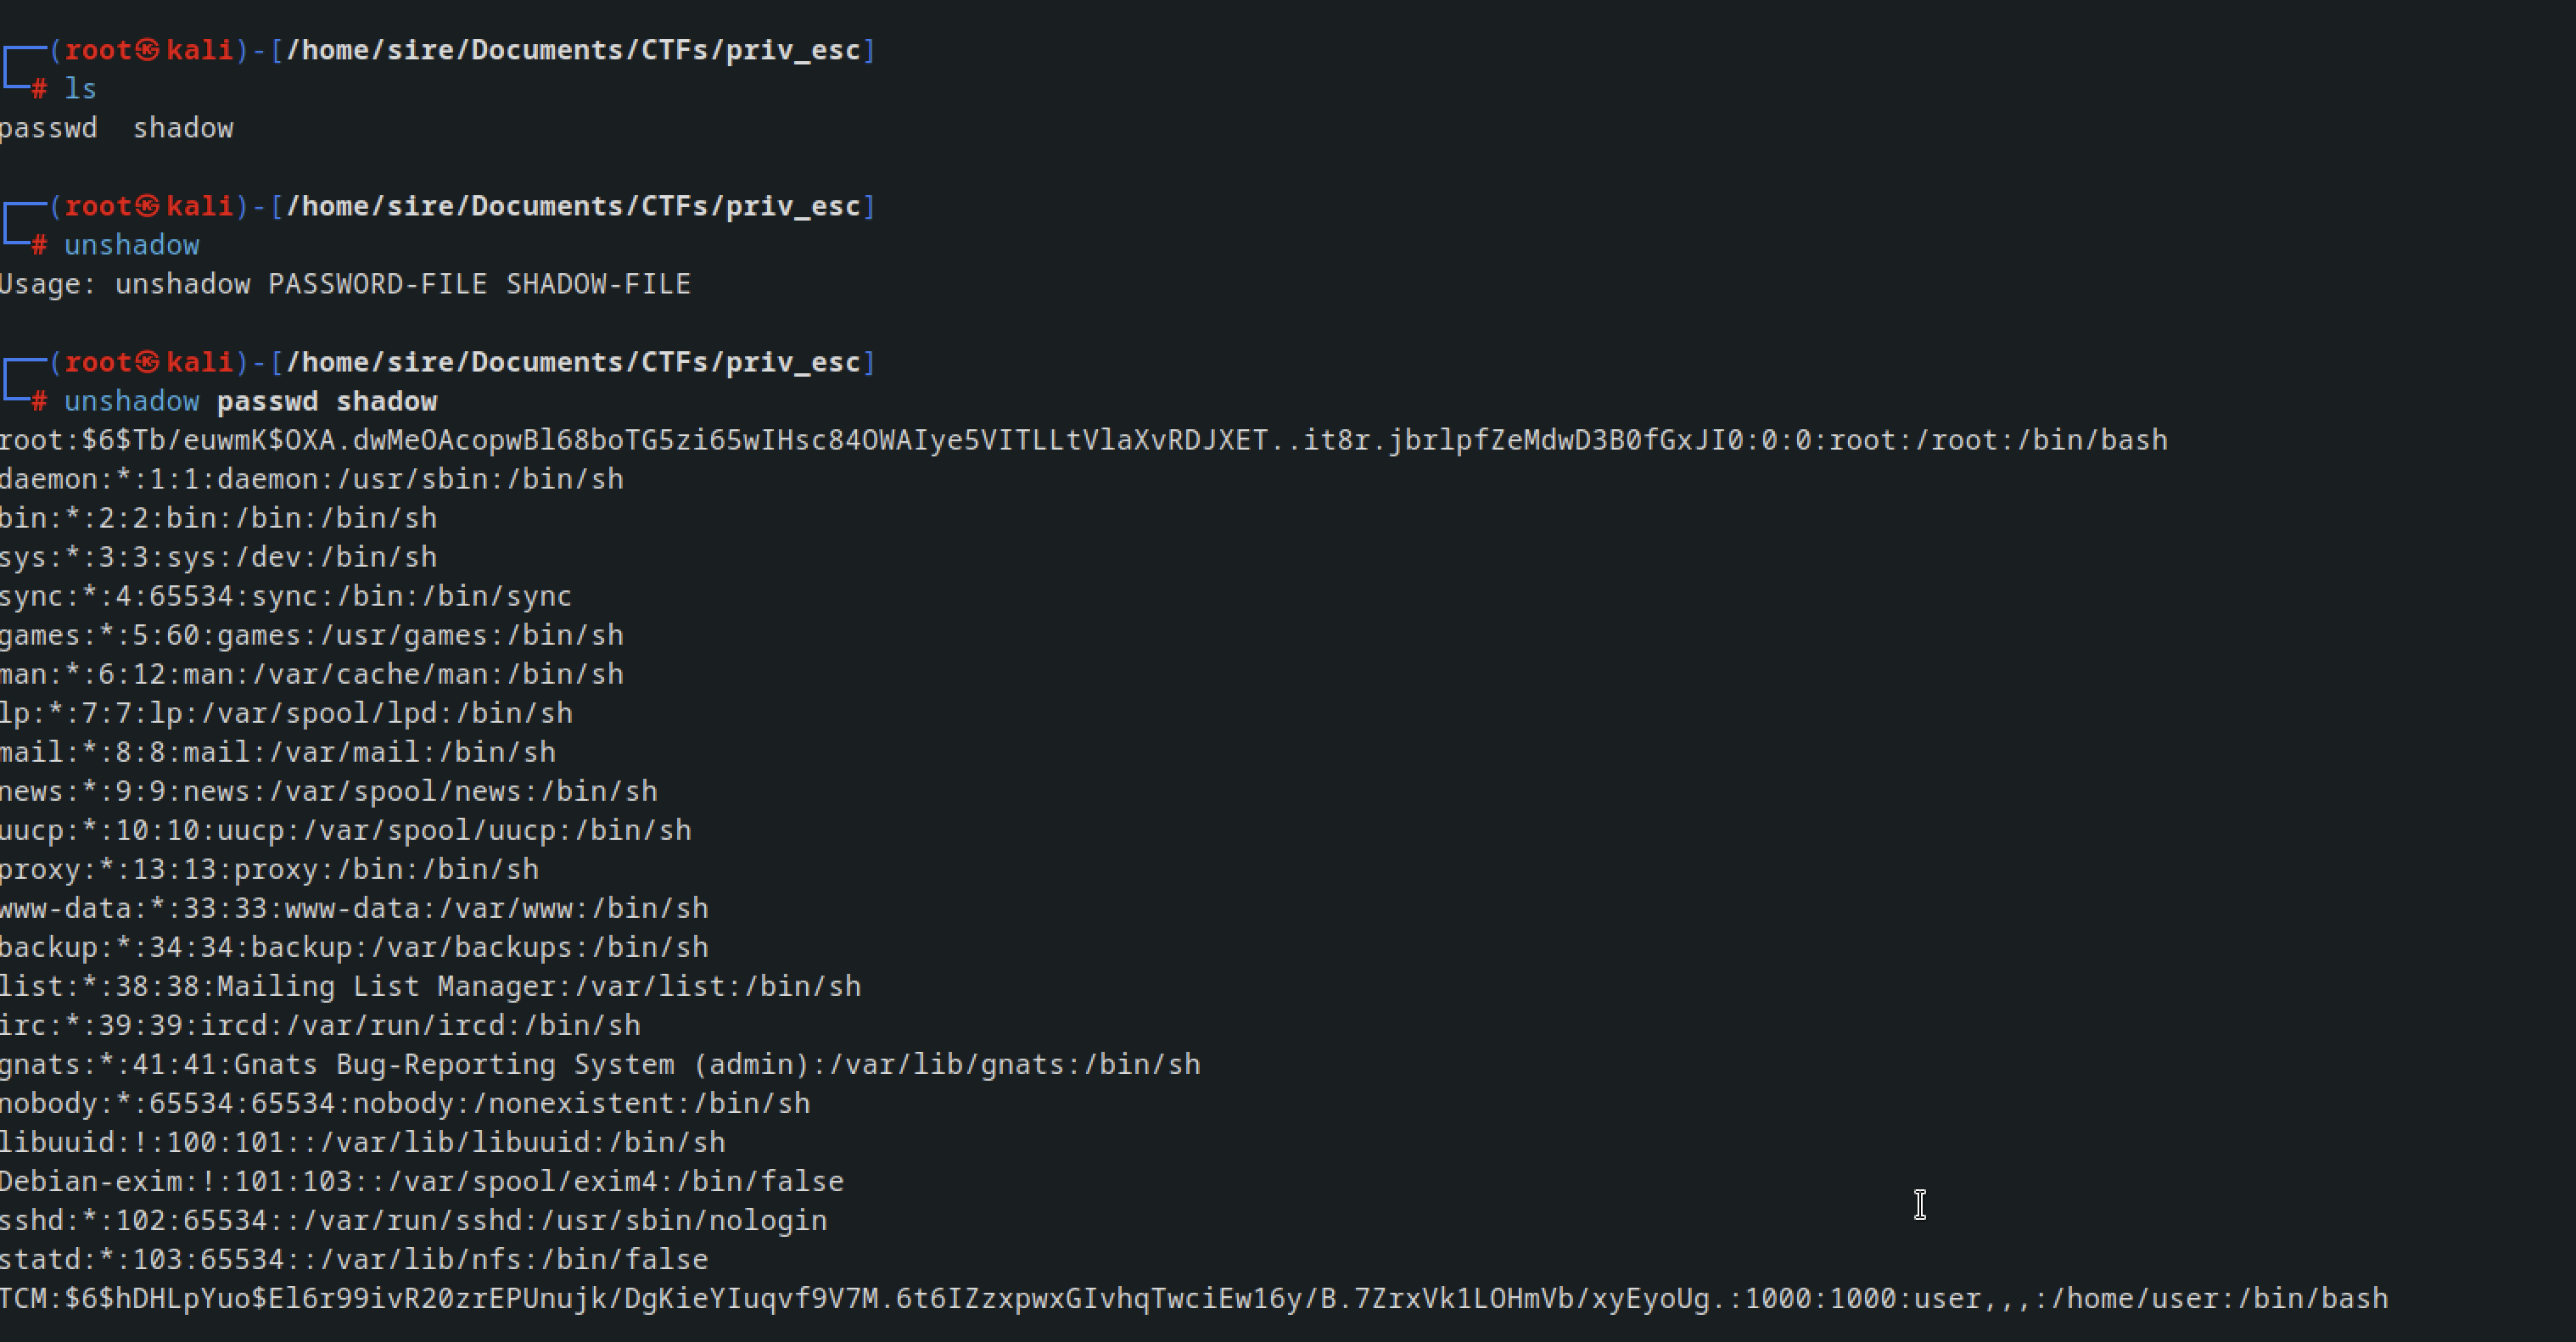 (root㉿kali)-[/home/sire/Documents/CTFs/priv_esc]
# ls
passwd  shadow
(root㉿kali)-[/home/sire/Documents/CTFs/priv_esc]
# unshadow
Usage: unshadow PASSWORD-FILE SHADOW-FILE
(root㉿kali)-[/home/sire/Documents/CTFs/priv_esc]
# unshadow passwd shadow
root:$6$Tb/euwmK$OXA.dwMeOAcopwBl68boTG5zi65wIHsc84OWAIye5VITLLtVlaXvRDJXET..it8r.jbrlpfZeMdwD3B0fGxJI0:0:0:root:/root:/bin/bash
daemon:*:1:1:daemon:/usr/sbin:/bin/sh
bin:*:2:2:bin:/bin:/bin/sh
sys:*:3:3:sys:/dev:/bin/sh
sync:*:4:65534:sync:/bin:/bin/sync
games:*:5:60:games:/usr/games:/bin/sh
man:*:6:12:man:/var/cache/man:/bin/sh
lp:*:7:7:lp:/var/spool/lpd:/bin/sh
mail:*:8:8:mail:/var/mail:/bin/sh
news:*:9:9:news:/var/spool/news:/bin/sh
uucp:*:10:10:uucp:/var/spool/uucp:/bin/sh
proxy:*:13:13:proxy:/bin:/bin/sh
www-data:*:33:33:www-data:/var/www:/bin/sh
backup:*:34:34:backup:/var/backups:/bin/sh
list:*:38:38:Mailing List Manager:/var/list:/bin/sh
irc:*:39:39:ircd:/var/run/ircd:/bin/sh
gnats:*:41:41:Gnats Bug-Reporting System (admin):/var/lib/gnats:/bin/sh
nobody:*:65534:65534:nobody:/nonexistent:/bin/sh
libuuid:!:100:101::/var/lib/libuuid:/bin/sh
Debian-exim:!:101:103::/var/spool/exim4:/bin/false
sshd:*:102:65534::/var/run/sshd:/usr/sbin/nologin
statd:*:103:65534::/var/lib/nfs:/bin/false
TCM:$6$hDHLpYuo$El6r99ivR20zrEPUnujk/DgKieYIuqvf9V7M.6t6IZzxpwxGIvhqTwciEw16y/B.7ZrxVk1LOHmVb/xyEyoUg.:1000:1000:user,,,:/home/user:/bin/bash